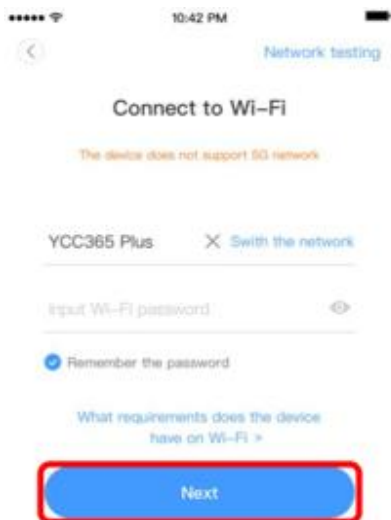 10:42 PM
Network testing
Connect to Wi-Fi
The device does not support 5G network
YCC365 Plus
Swith the network
Input Wi-Fi password
Remember the password
What requirements does the device
have on Wi-Fi >
Next